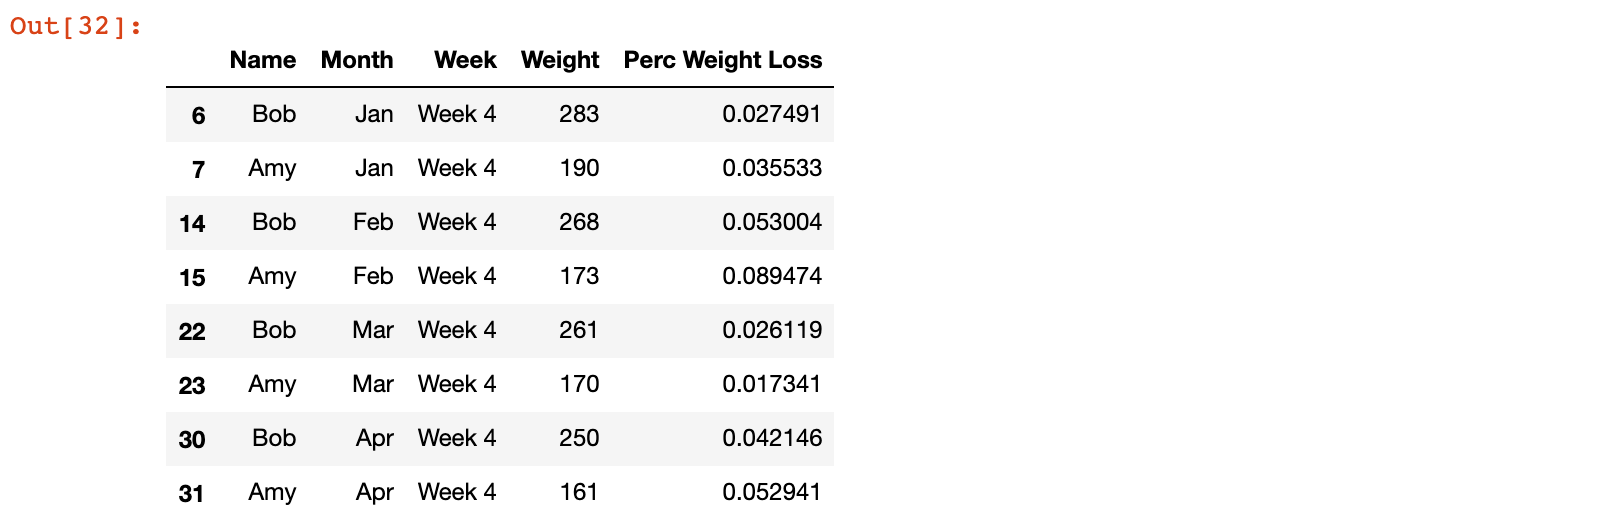 Out[32]:
Name Month Week Weight Perc Weight Loss
6 Bob Jan Week 4 283 0.027491
7 Amy Jan Week 4 190 0.035533
14 Bob Feb Week 4 268 0.053004
15 Amy Feb Week 4 173 0.089474
22 Bob Mar Week 4 261 0.026119
23 Amy Mar Week 4 170 0.017341
30 Bob Apr Week 4 250 0.042146
31 Amy Apr Week 4 161 0.052941